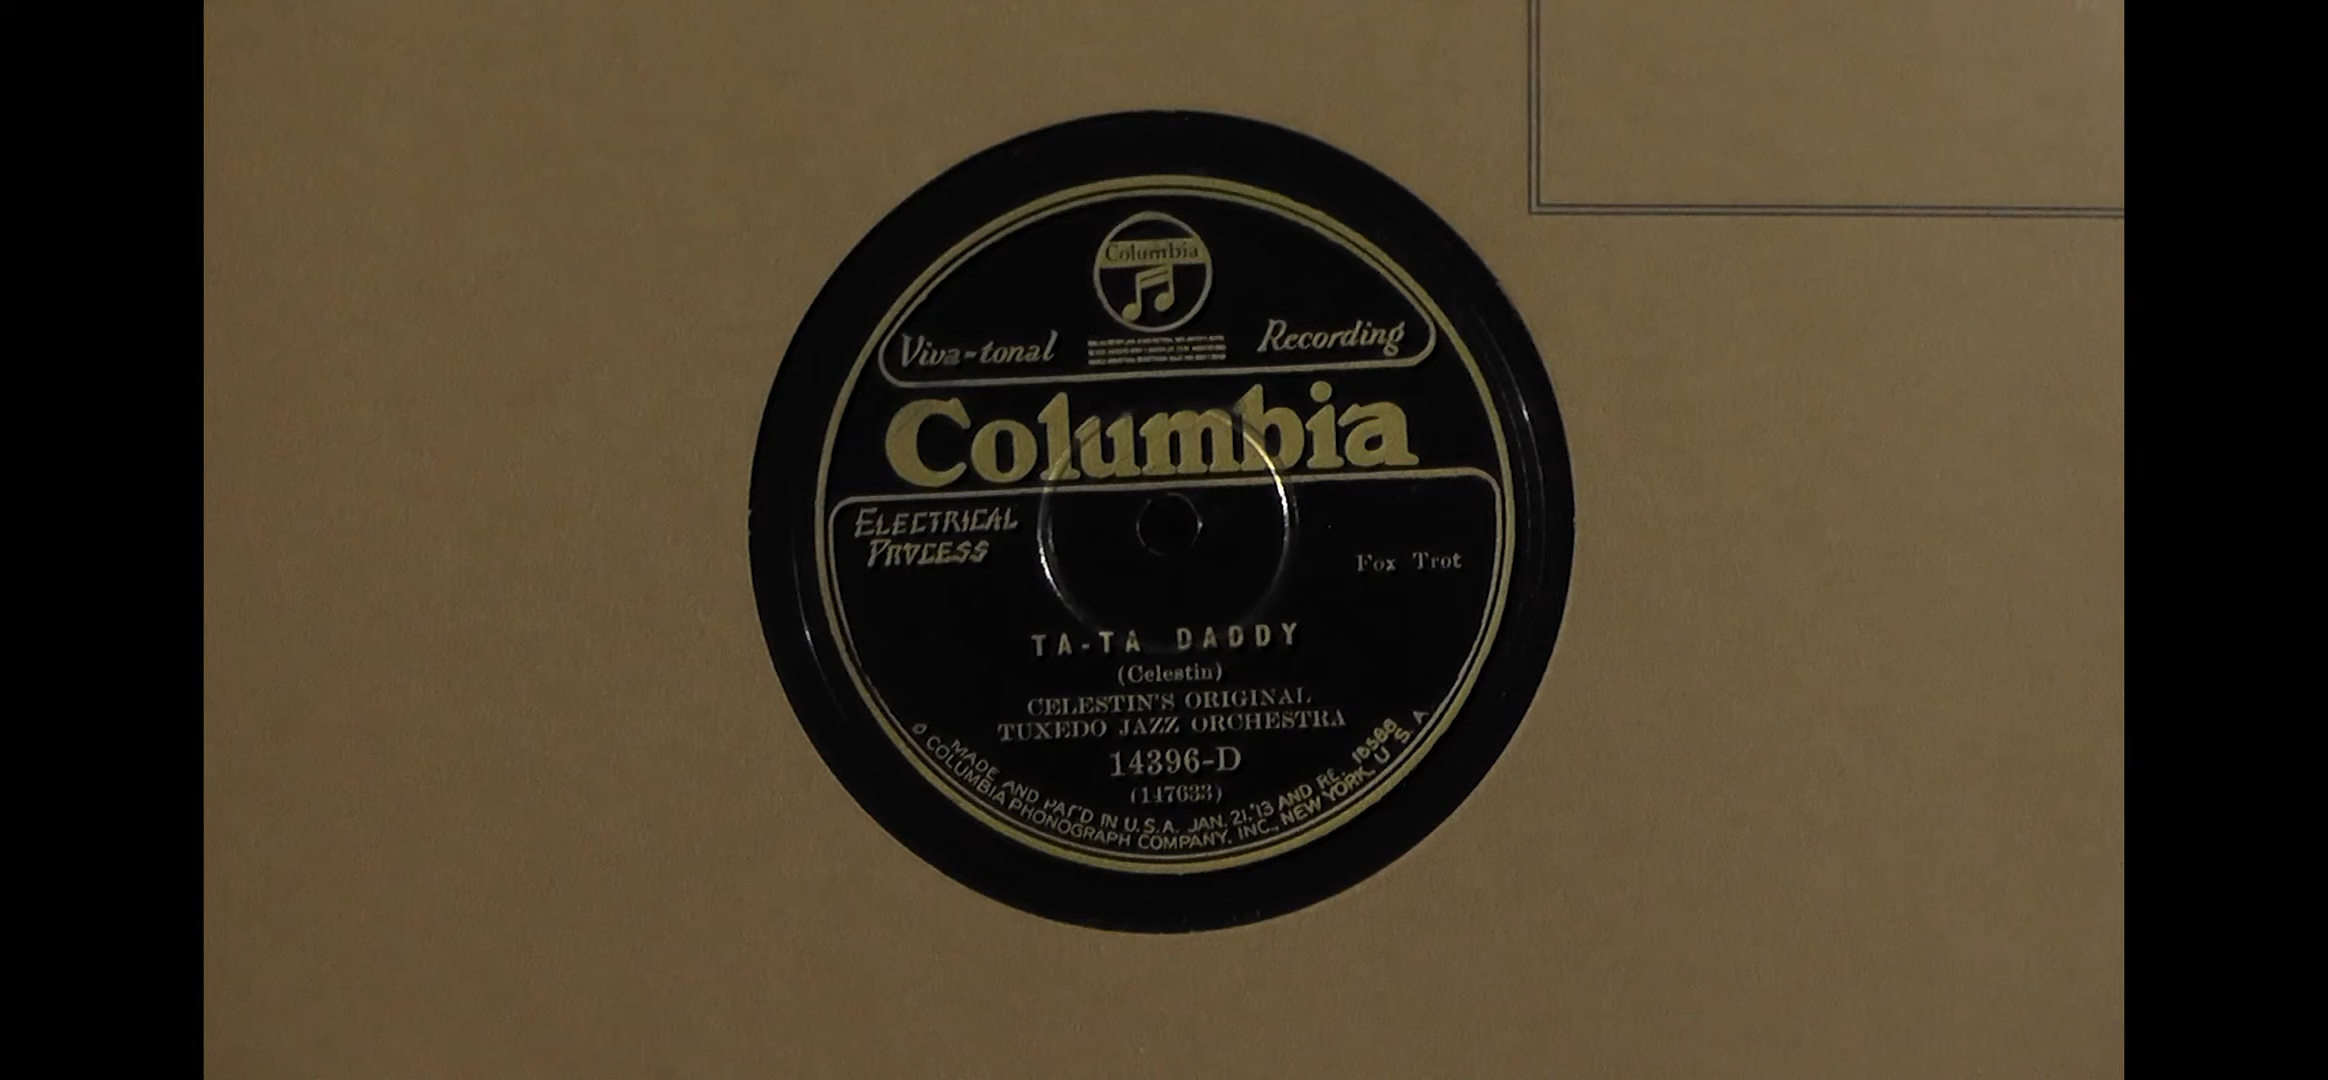 Columbia
Viva-tonal Recording
Columbia
ELECTRICAL
PROCESS
Fox Trot
TA-TA DADDY
(Celestin)
CELESTIN'S ORIGINAL
TUXEDO JAZZ ORCHESTRA
14396-D
(147633)
MADE AND PAT'D IN U.S.A. JAN. 21, '13 AND RE. 16588
COLUMBIA PHONOGRAPH COMPANY, INC., NEW YORK, U.S.A